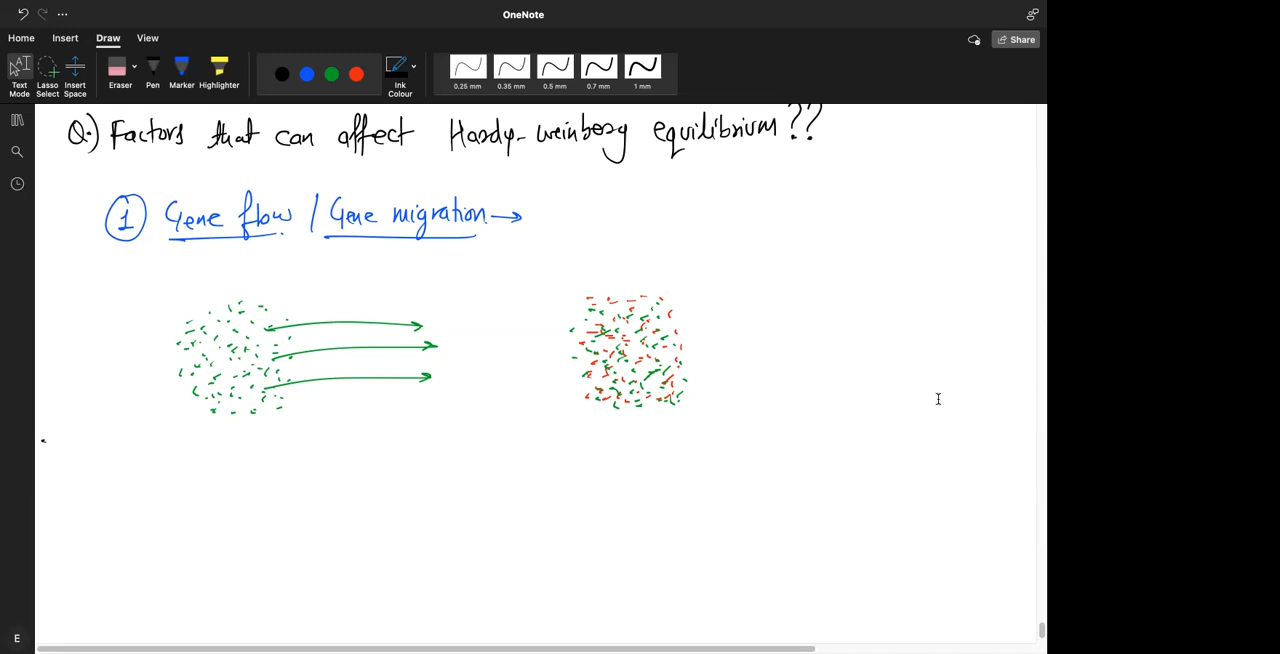 OneNote
Home Insert Draw View
Share
Text Mode
Lasso Select
Insert Space
Eraser
Pen
Marker
Highlighter
Ink Colour
0.25 mm
0.35 mm
0.5 mm
0.7 mm
1 mm
Q.) Factors that can affect Hardy-weinberg equilibrium??
① Gene flow / Gene migration →
E